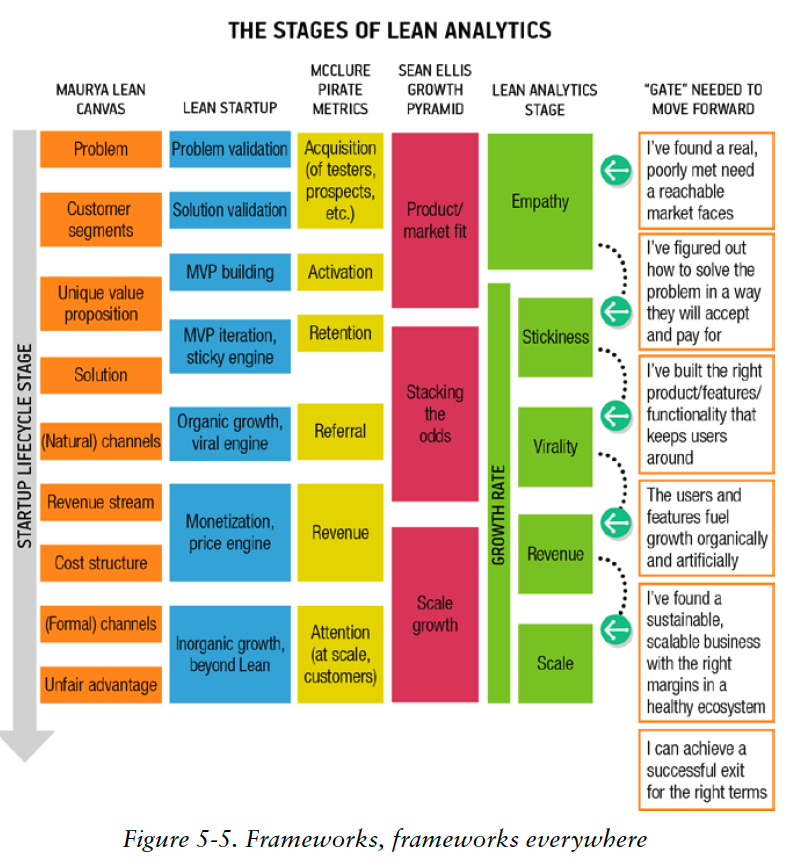 THE STAGES OF LEAN ANALYTICS
MAURYA LEAN
CANVAS
LEAN STARTUP
MCCLURE
PIRATE
METRICS
SEAN ELLIS
GROWTH
PYRAMID
LEAN ANALYTICS
STAGE
“GATE” NEEDED TO
MOVE FORWARD
STARTUP LIFECYCLE STAGE
Problem
Customer
segments
Unique value
proposition
Solution
(Natural) channels
Revenue stream
Cost structure
(Formal) channels
Unfair advantage
Problem validation
Solution validation
MVP building
MVP iteration,
sticky engine
Organic growth,
viral engine
Monetization,
price engine
Inorganic growth,
beyond Lean
Acquisition
(of testers,
prospects,
etc.)
Activation
Retention
Referral
Revenue
Attention
(at scale,
customers)
Product/
market fit
Stacking
the
odds
Scale
growth
Empathy
GROWTH RATE
Stickiness
Virality
Revenue
Scale
I’ve found a real,
poorly met need
a reachable
market faces
I’ve figured out
how to solve the
problem in a way
they will accept
and pay for
I’ve built the right
product/features/
functionality that
keeps users
around
The users and
features fuel
growth organically
and artificially
I’ve found a
sustainable,
scalable business
with the right
margins in a
healthy ecosystem
I can achieve a
successful exit
for the right terms
Figure 5-5. Frameworks, frameworks everywhere